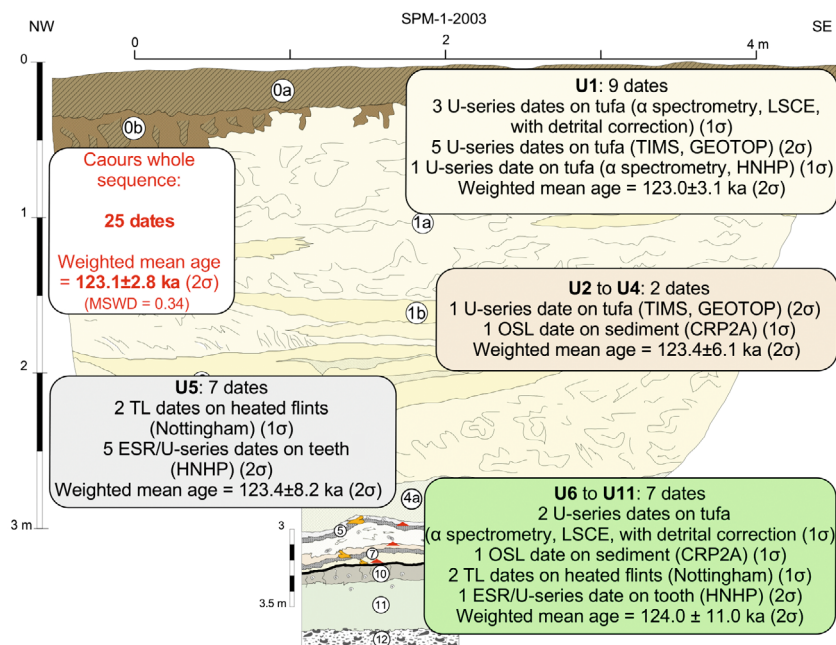 SPM-1-2003
NW
SE
0
2
4 m
0
1
2
3 m
0a
0b
1a
1b
4a
5
7
10
11
12
3
3.5 m
U1: 9 dates
3 U-series dates on tufa (α spectrometry, LSCE,
with detrital correction) (1σ)
5 U-series dates on tufa (TIMS, GEOTOP) (2σ)
1 U-series date on tufa (α spectrometry, HNHP) (1σ)
Weighted mean age = 123.0±3.1 ka (2σ)
Caours whole
sequence:
25 dates
Weighted mean age
= 123.1±2.8 ka (2σ)
(MSWD = 0.34)
U2 to U4: 2 dates
1 U-series date on tufa (TIMS, GEOTOP) (2σ)
1 OSL date on sediment (CRP2A) (1σ)
Weighted mean age = 123.4±6.1 ka (2σ)
U5: 7 dates
2 TL dates on heated flints
(Nottingham) (1σ)
5 ESR/U-series dates on teeth
(HNHP) (2σ)
Weighted mean age = 123.4±8.2 ka (2σ)
U6 to U11: 7 dates
2 U-series dates on tufa
(α spectrometry, LSCE, with detrital correction (1σ)
1 OSL date on sediment (CRP2A) (1σ)
2 TL dates on heated flints (Nottingham) (1σ)
1 ESR/U-series date on tooth (HNHP) (2σ)
Weighted mean age = 124.0 ± 11.0 ka (2σ)